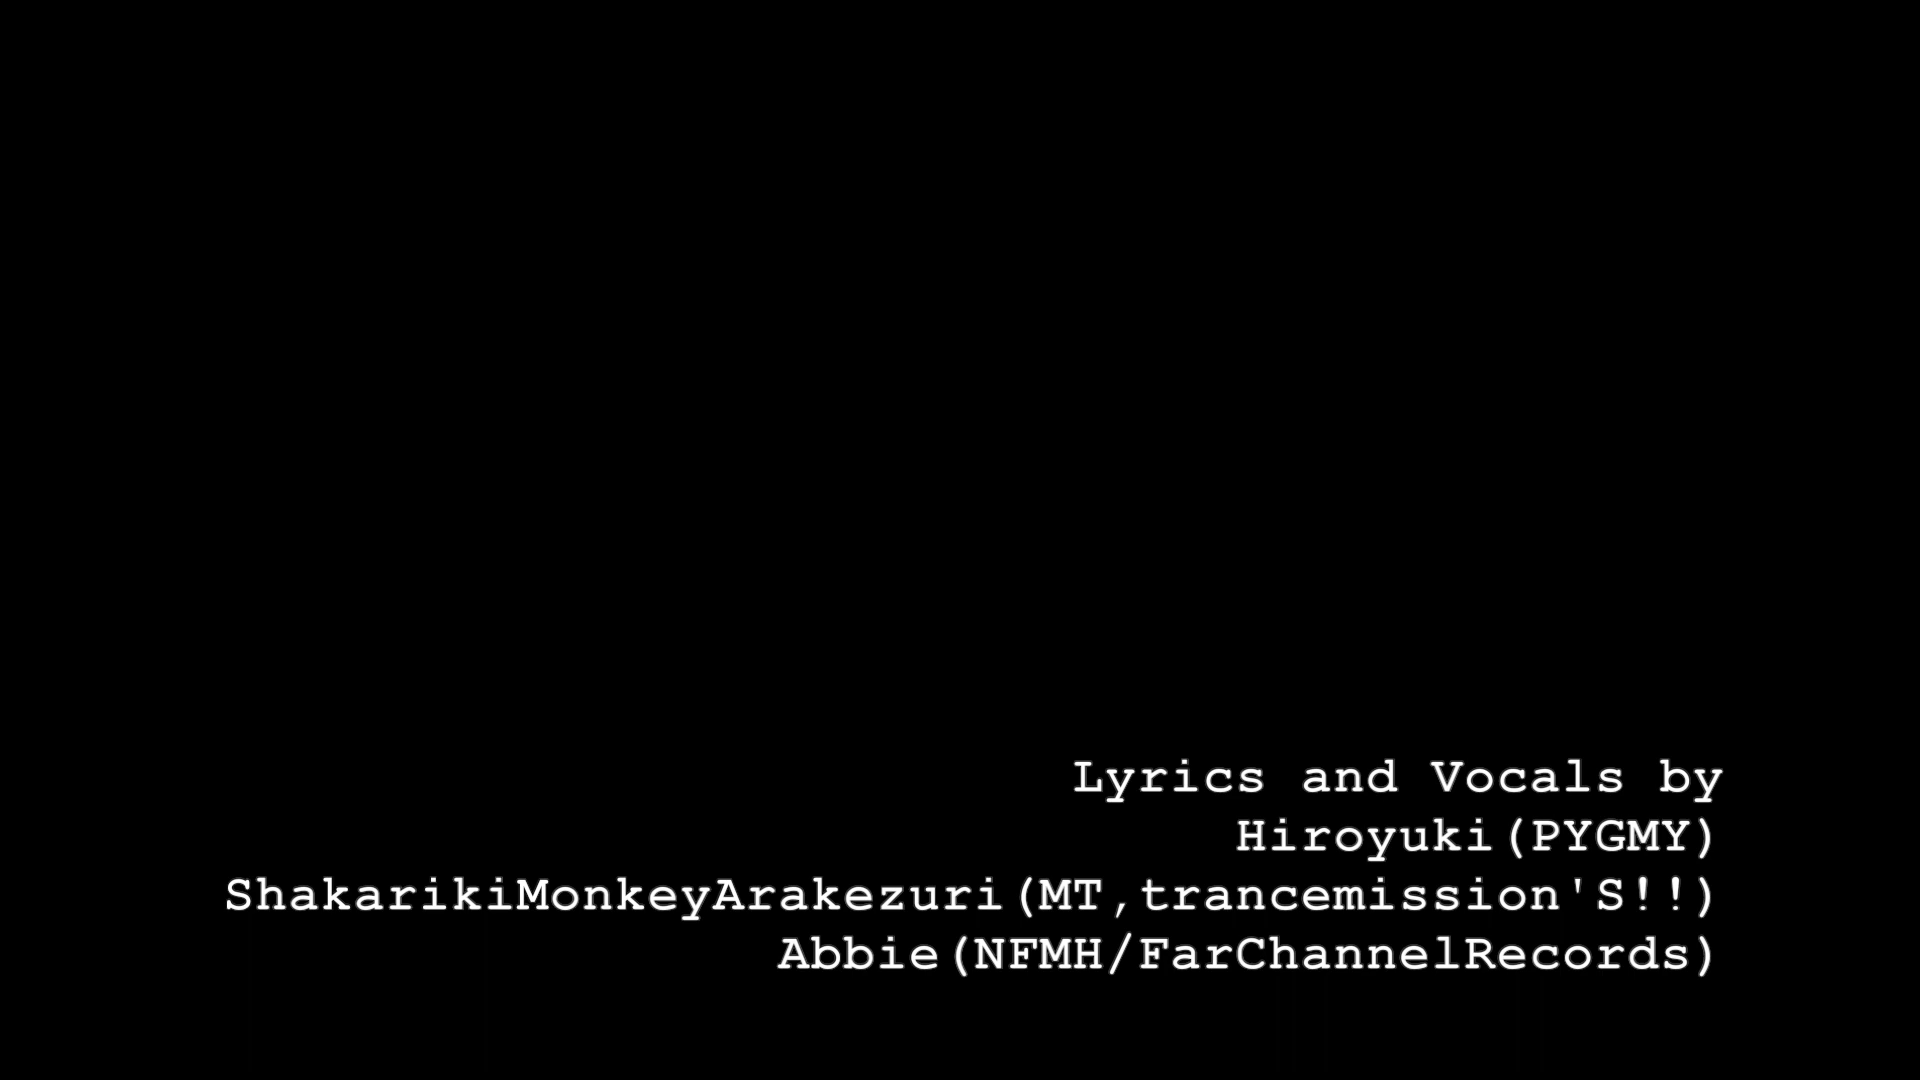 Lyrics and Vocals by
Hiroyuki(PYGMY)
ShakarikiMonkeyArakezuri(MT,trancemission'S!!)
Abbie(NFMH/FarChannelRecords)